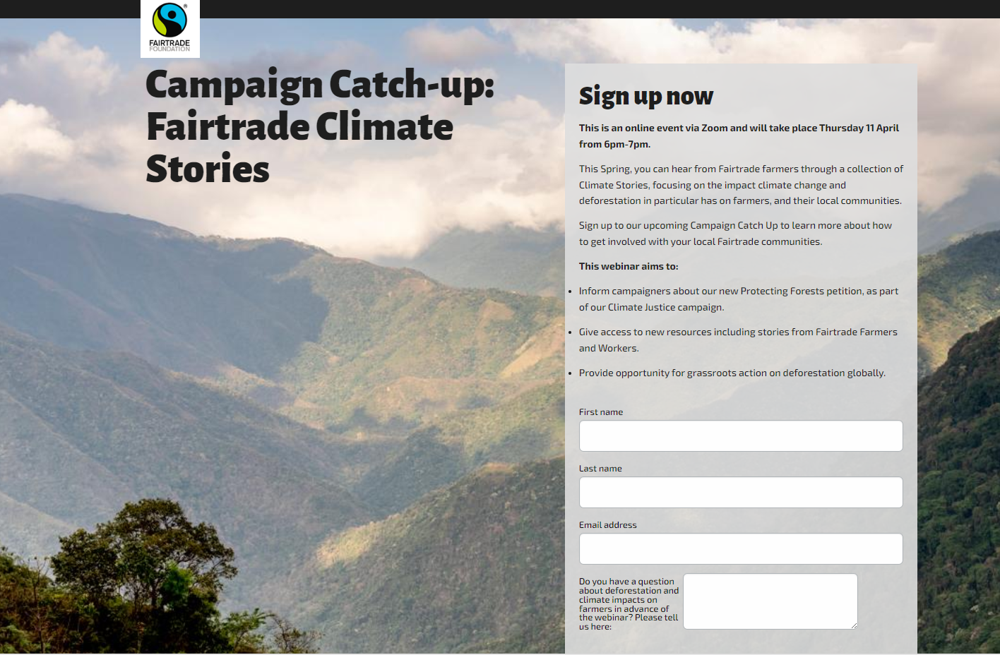 FAIRTRADE
FOUNDATION
Campaign Catch-up:
Fairtrade Climate
Stories
Sign up now
This is an online event via Zoom and will take place Thursday 11 April
from 6pm-7pm.
This Spring, you can hear from Fairtrade farmers through a collection of
Climate Stories, focusing on the impact climate change and
deforestation in particular has on farmers, and their local communities.
Sign up to our upcoming Campaign Catch Up to learn more about how
to get involved with your local Fairtrade communities.
This webinar aims to:
• Inform campaigners about our new Protecting Forests petition, as part
of our Climate Justice campaign.
• Give access to new resources including stories from Fairtrade Farmers
and Workers.
• Provide opportunity for grassroots action on deforestation globally.
First name
Last name
Email address
Do you have a question
about deforestation and
climate impacts on
farmers in advance of
the webinar? Please tell
us here: